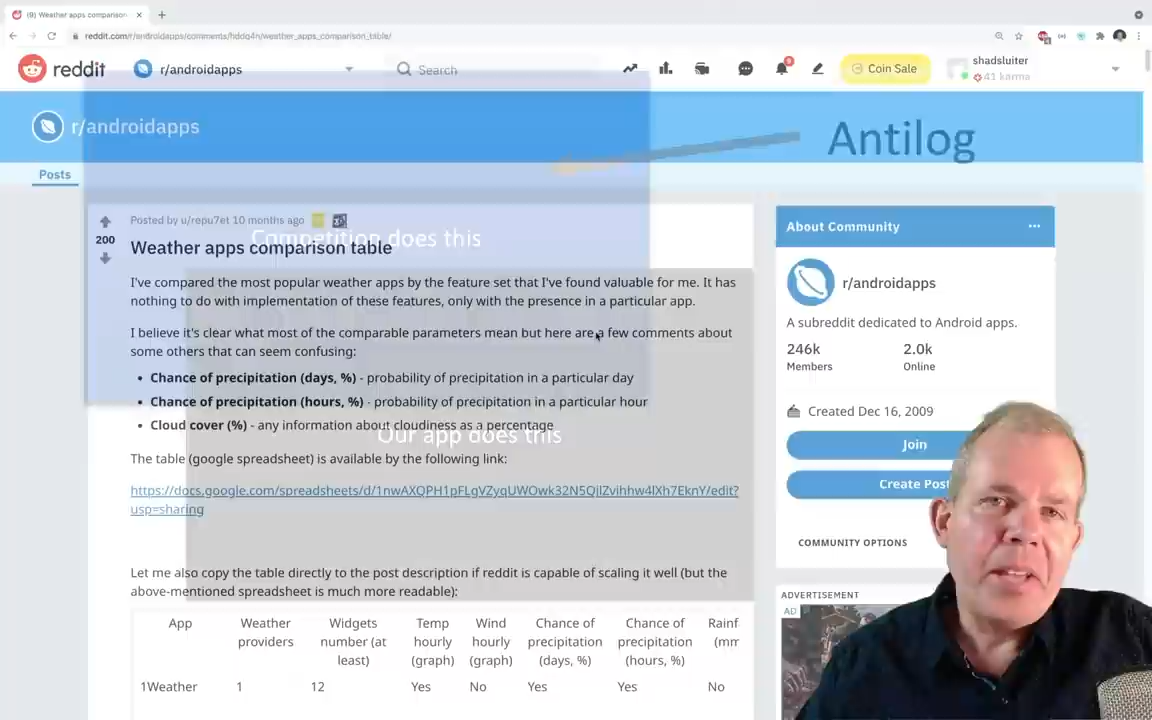 (9) Weather apps comparison
reddit.com/r/androidapps/comments/hddq4n/weather_apps_comparison_table/
reddit
r/androidapps
Search
9
Coin Sale
shadsluiter
41 karma
r/androidapps
Antilog
Posts
Posted by u/repu7et 10 months ago
200
Competition does this
Weather apps comparison table
I've compared the most popular weather apps by the feature set that I've found valuable for me. It has
nothing to do with implementation of these features, only with the presence in a particular app.
I believe it's clear what most of the comparable parameters mean but here are a few comments about
some others that can seem confusing:
• Chance of precipitation (days, %) - probability of precipitation in a particular day
• Chance of precipitation (hours, %) - probability of precipitation in a particular hour
• Cloud cover (%) - any information about cloudiness as a percentage
Our app does this
The table (google spreadsheet) is available by the following link:
https://docs.google.com/spreadsheets/d/1nwAXQPH1pFLgVZyqUWOwk32N5QjlZvihhw4lXh7EknY/edit?
usp=sharing
Let me also copy the table directly to the post description if reddit is capable of scaling it well (but the
above-mentioned spreadsheet is much more readable):
App Weather Widgets Temp Wind Chance of Chance of Rainf
providers number (at hourly hourly precipitation precipitation (mm
least) (graph) (graph) (days, %) (hours, %)
1Weather 1 12 Yes No Yes Yes No
About Community
r/androidapps
A subreddit dedicated to Android apps.
246k 2.0k
Members Online
Created Dec 16, 2009
Join
Create Post
COMMUNITY OPTIONS
ADVERTISEMENT
AD